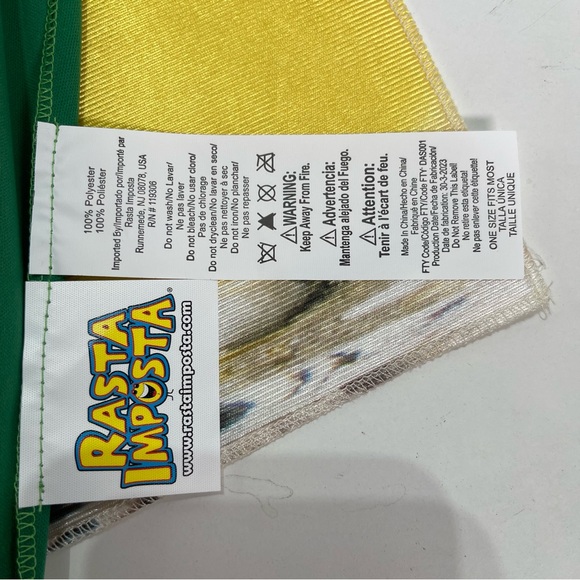 100% Polyester
100% Poliéster
Imported By/Importado por/Importé par
Rasta Imposta
Runnemede, NJ 08078, USA
Do not wash/No Lavar/
Ne pas laver
Do not bleach/No usar cloro/
Pas de chlorage
Do not dryclean/No lavar en seco/
Ne pas nettoyer à sec
Do not iron/No planchar/
Ne pas repasser
WARNING:
Keep Away From Fire.
Advertencia:
Mantenga alejado del Fuego.
Attention:
Tenir à l'écart de feu.
Made In China/Hecho en China/
Fabriqué en Chine
FTY Code/Código FTY/Code FTY: DAS001
Production Date/Fecha de Fabricación/
Date de fabrication: 30-3-2023
Do Not Remove This Label!
No retire esta etiqueta!
Ne pas enlever cette étiquette!
ONE SIZE FITS MOST
TALLA ÚNICA
TAILLE UNIQUE
RASTA
IMPOSTA®
www.rastaimposta.com